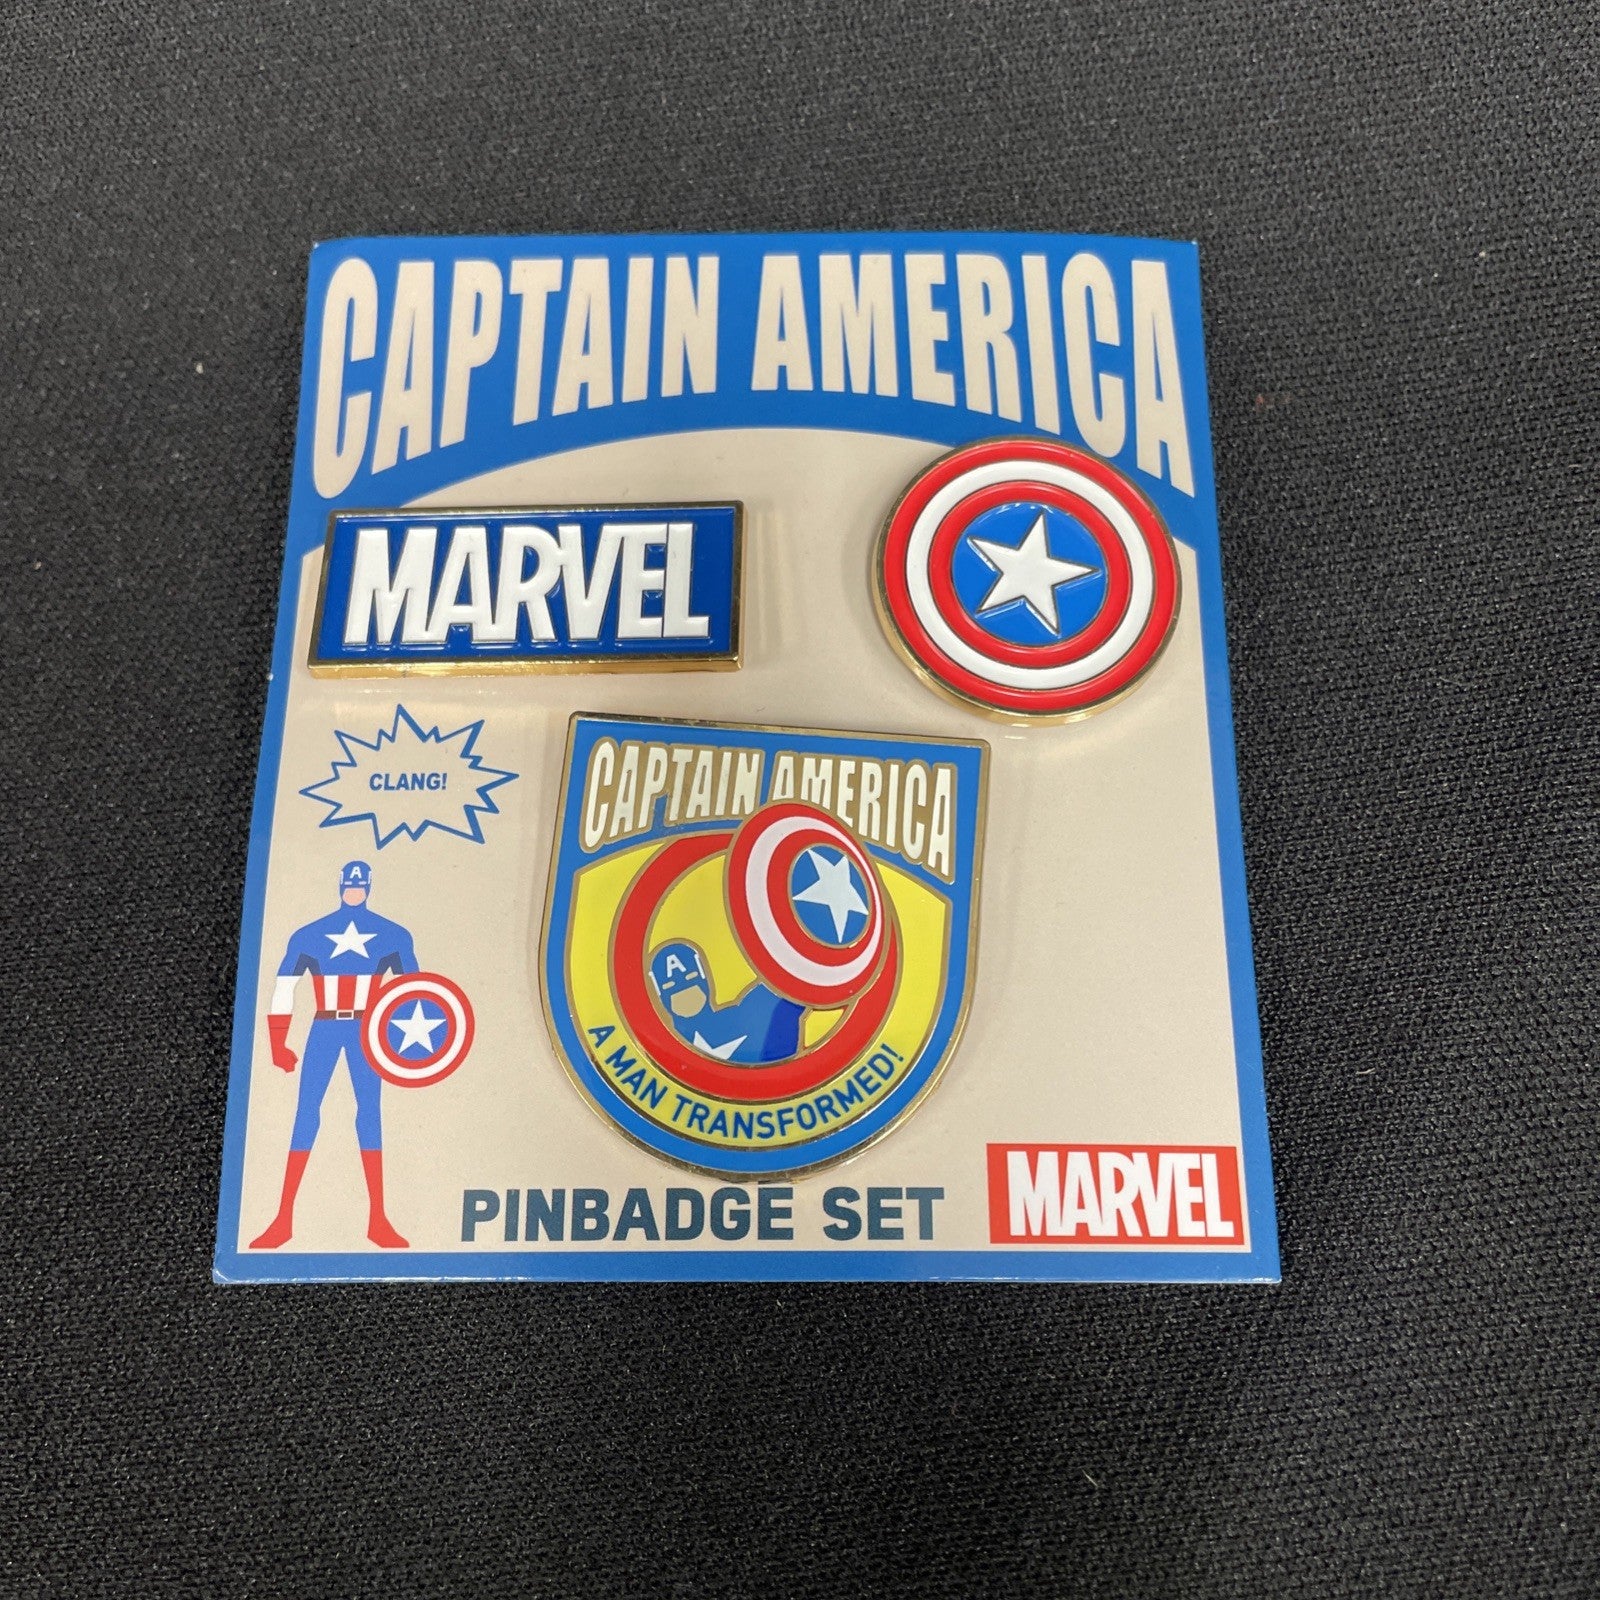 CAPTAIN AMERICA
MARVEL
CLANG!
CAPTAIN AMERICA
A
A
A MAN TRANSFORMED!
PINBADGE SET
MARVEL